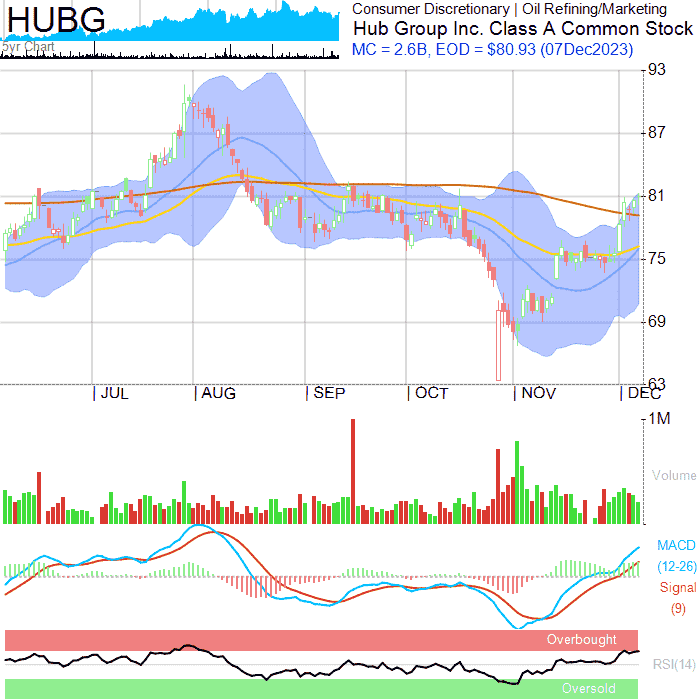 HUBG
5yr Chart
Consumer Discretionary | Oil Refining/Marketing
Hub Group Inc. Class A Common Stock
MC = 2.6B, EOD = $80.93 (07Dec2023)
93
87
81
75
69
63
JUL
AUG
SEP
OCT
NOV
DEC
1M
Volume
MACD
(12-26)
Signal
(9)
Overbought
RSI(14)
Oversold